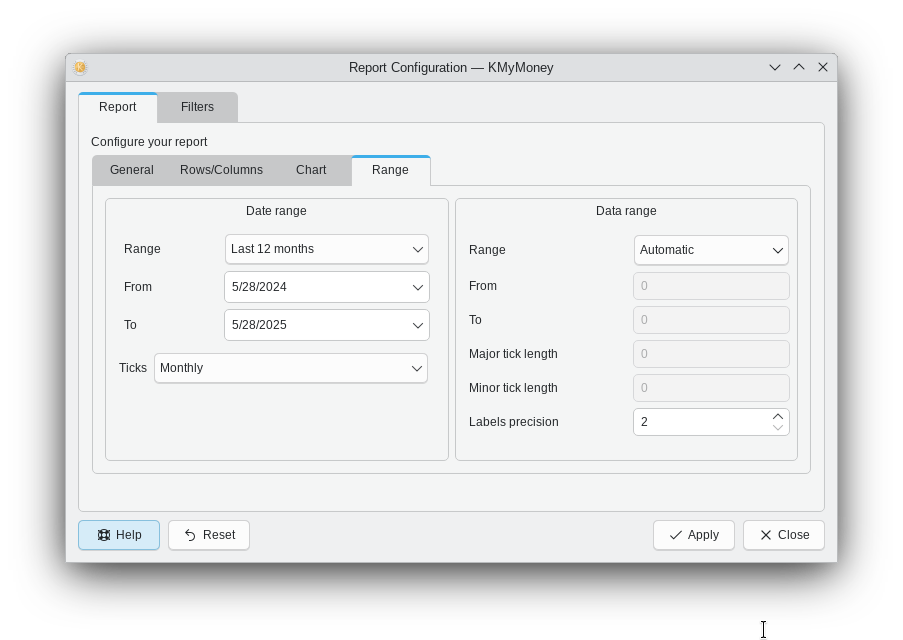 Report Configuration — KMyMoney
Report Filters
Configure your report
General Rows/Columns Chart Range
Date range
Range Last 12 months
From 5/28/2024
To 5/28/2025
Ticks Monthly
Data range
Range Automatic
From 0
To 0
Major tick length 0
Minor tick length 0
Labels precision 2
Help Reset Apply Close